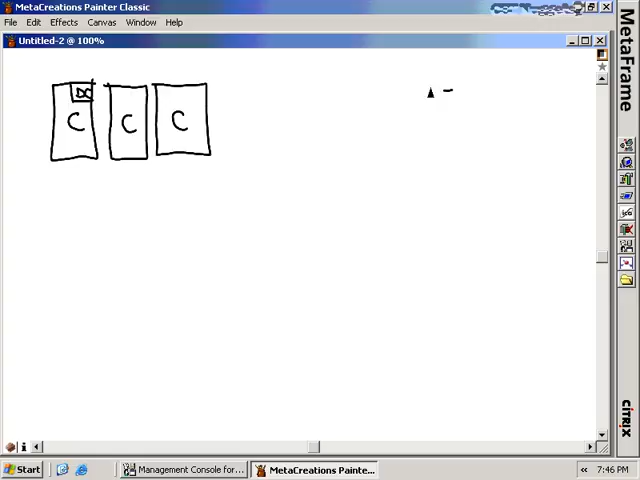 MetaCreations Painter Classic
File Edit Effects Canvas Window Help
Untitled-2 @ 100%
DC
C C C
MetaFrame
CITRIX
Start Management Console for... MetaCreations Painte... 7:46 PM